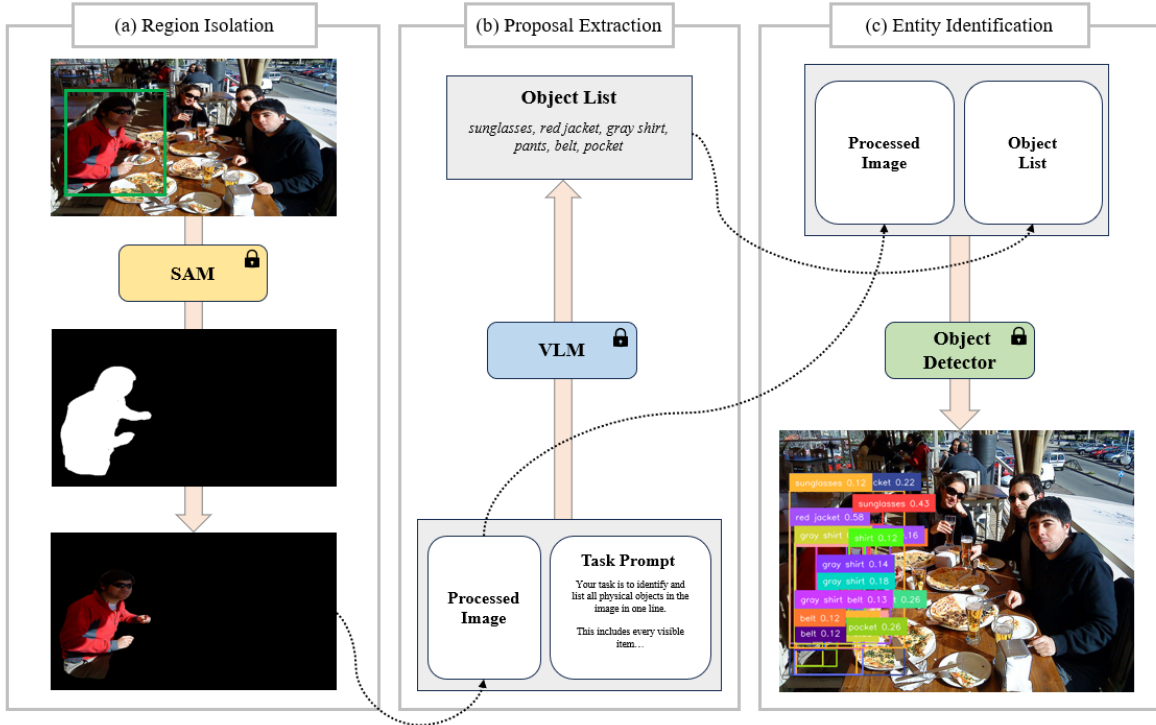 (a) Region Isolation
SAM
(b) Proposal Extraction
Object List
sunglasses, red jacket, gray shirt,
pants, belt, pocket
VLM
Processed
Image
Task Prompt
Your task is to identify and
list all physical objects in the
image in one line.
This includes every visible
item…
(c) Entity Identification
Processed
Image
Object
List
Object
Detector
sunglasses 0.12
cket 0.22
sunglasses 0.43
red jacket 0.58
gray shirt
shirt 0.12
.16
gray shirt 0.14
gray shirt 0.18
gray shirt belt 0.13
t 0.26
belt 0.12
pocket 0.26
belt 0.12